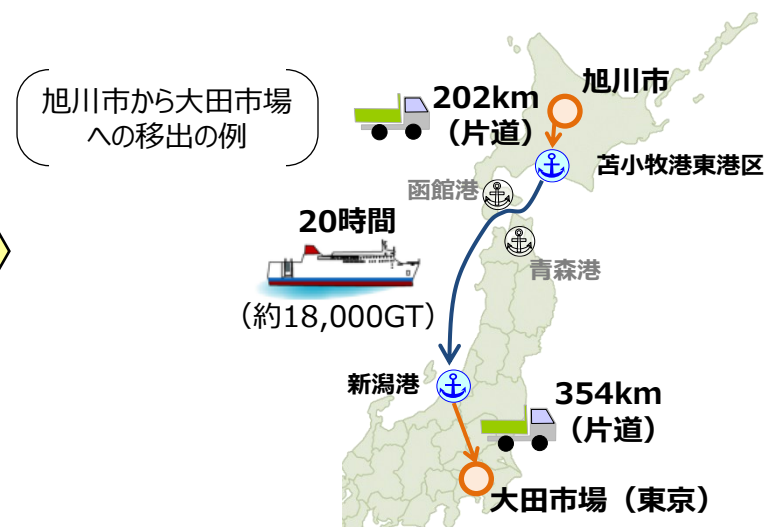 旭川市から大田市場
への移出の例
202km
（片道）
旭川市
苫小牧港東港区
函館港
青森港
20時間
（約18,000GT）
新潟港
354km
（片道）
大田市場（東京）